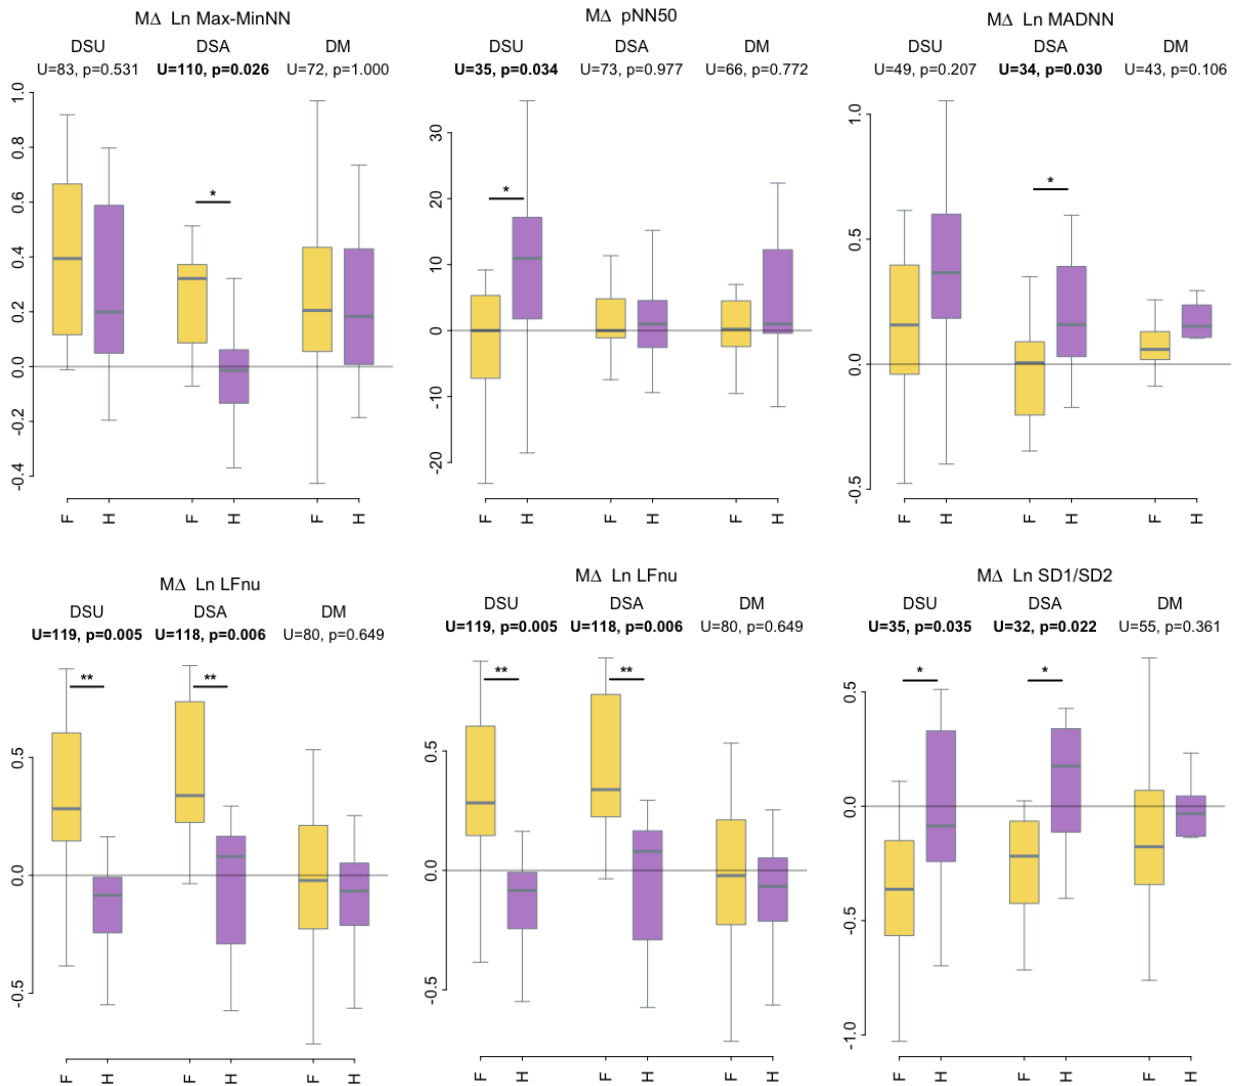 MΔ Ln Max-MinNN
DSU DSA DM
U=83, p=0.531 U=110, p=0.026 U=72, p=1.000
1.0
0.8
0.6
0.4
0.2
0.0
-0.2
-0.4
*
F H F H F H
MΔ pNN50
DSU DSA DM
U=35, p=0.034 U=73, p=0.977 U=66, p=0.772
30
20
10
0
-10
-20
*
F H F H F H
MΔ Ln MADNN
DSU DSA DM
U=49, p=0.207 U=34, p=0.030 U=43, p=0.106
1.0
0.5
0.0
-0.5
*
F H F H F H
MΔ Ln LFnu
DSU DSA DM
U=119, p=0.005 U=118, p=0.006 U=80, p=0.649
0.5
0.0
-0.5
** **
F H F H F H
MΔ Ln LFnu
DSU DSA DM
U=119, p=0.005 U=118, p=0.006 U=80, p=0.649
0.5
0.0
-0.5
** **
F H F H F H
MΔ Ln SD1/SD2
DSU DSA DM
U=35, p=0.035 U=32, p=0.022 U=55, p=0.361
0.5
0.0
-0.5
-1.0
* *
F H F H F H